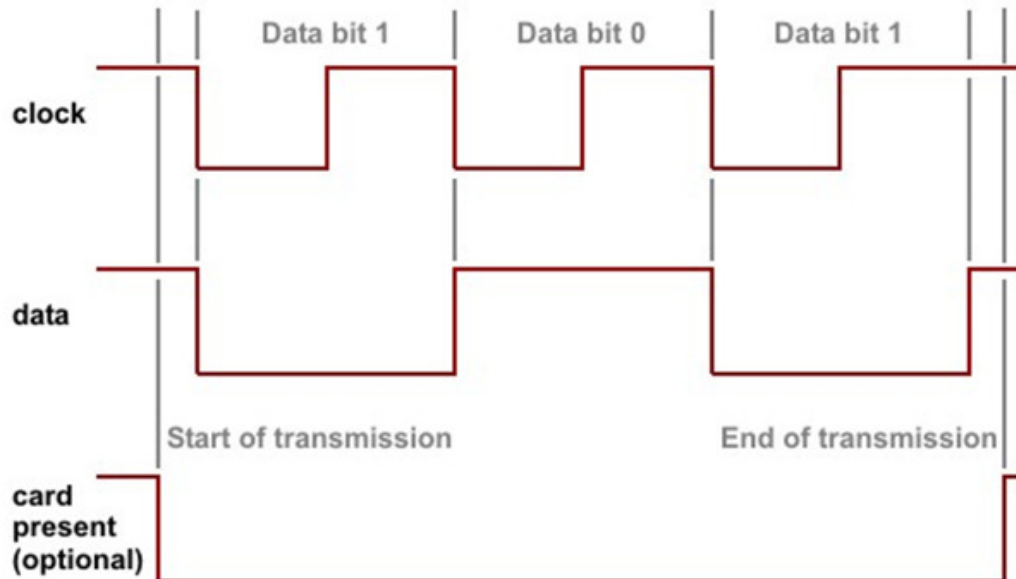 Data bit 1 Data bit 0 Data bit 1
clock
data
Start of transmission End of transmission
card
present
(optional)